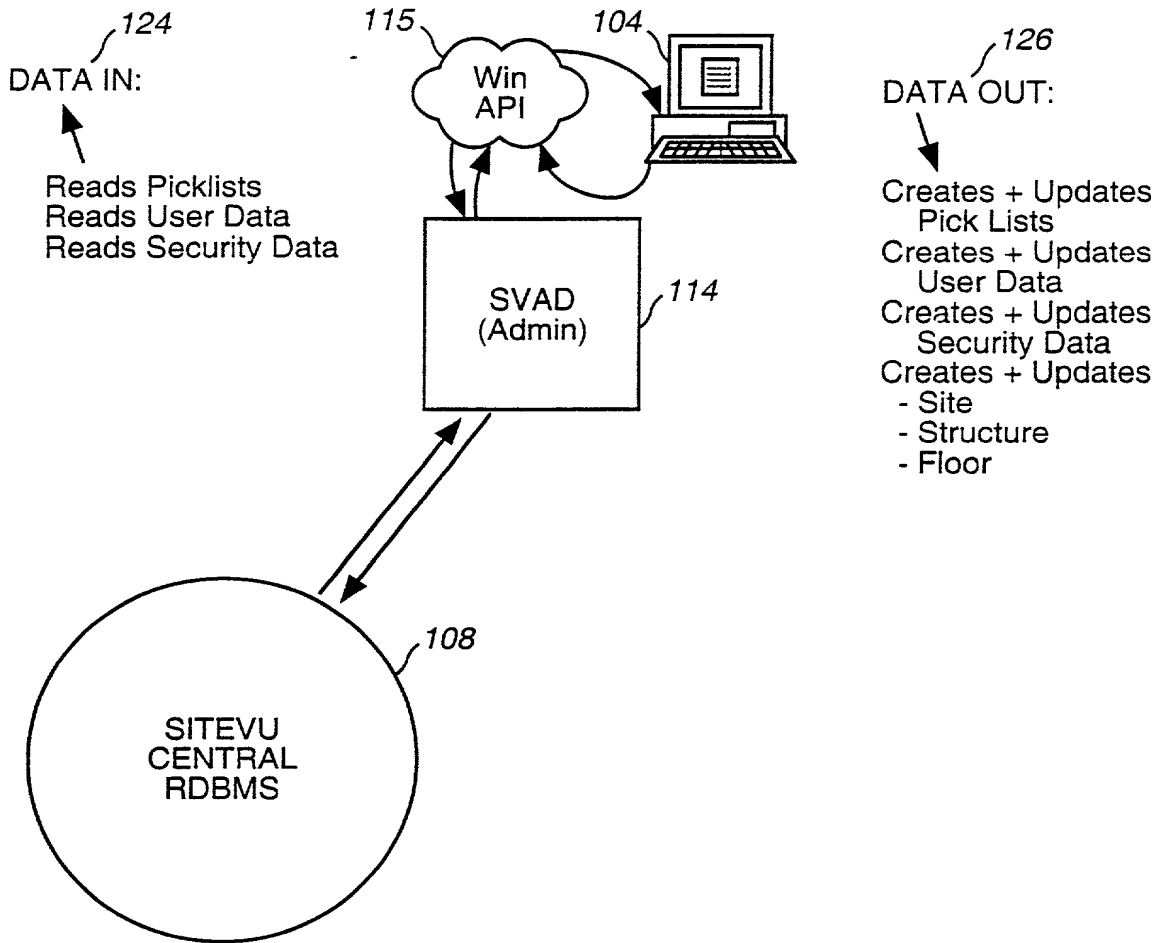 124
DATA IN:
Reads Picklists
Reads User Data
Reads Security Data
115
Win
API
104
126
DATA OUT:
Creates + Updates
Pick Lists
Creates + Updates
User Data
Creates + Updates
Security Data
Creates + Updates
- Site
- Structure
- Floor
SVAD
(Admin)
114
108
SITEVU
CENTRAL
RDBMS